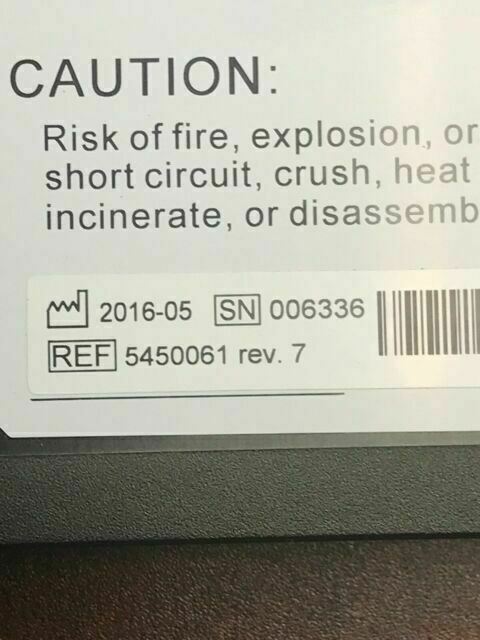 CAUTION:
Risk of fire, explosion, or
short circuit, crush, heat
incinerate, or disassemb
2016-05 SN 006336
REF 5450061 rev. 7